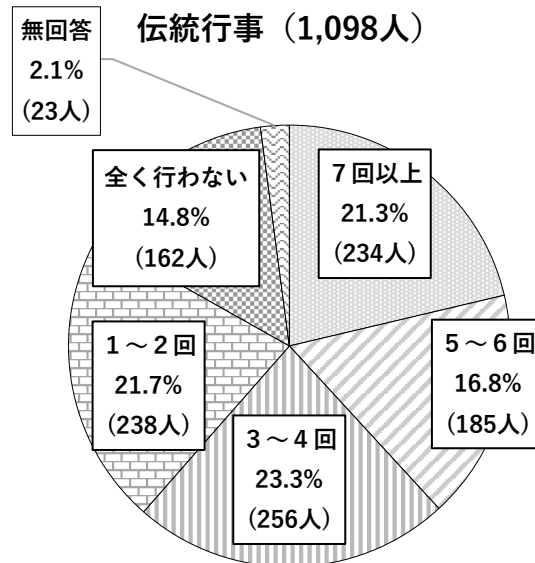 伝統行事（1,098人）
無回答
2.1%
(23人)
７回以上
21.3%
(234人)
５～６回
16.8%
(185人)
３～４回
23.3%
(256人)
１～２回
21.7%
(238人)
全く行わない
14.8%
(162人)